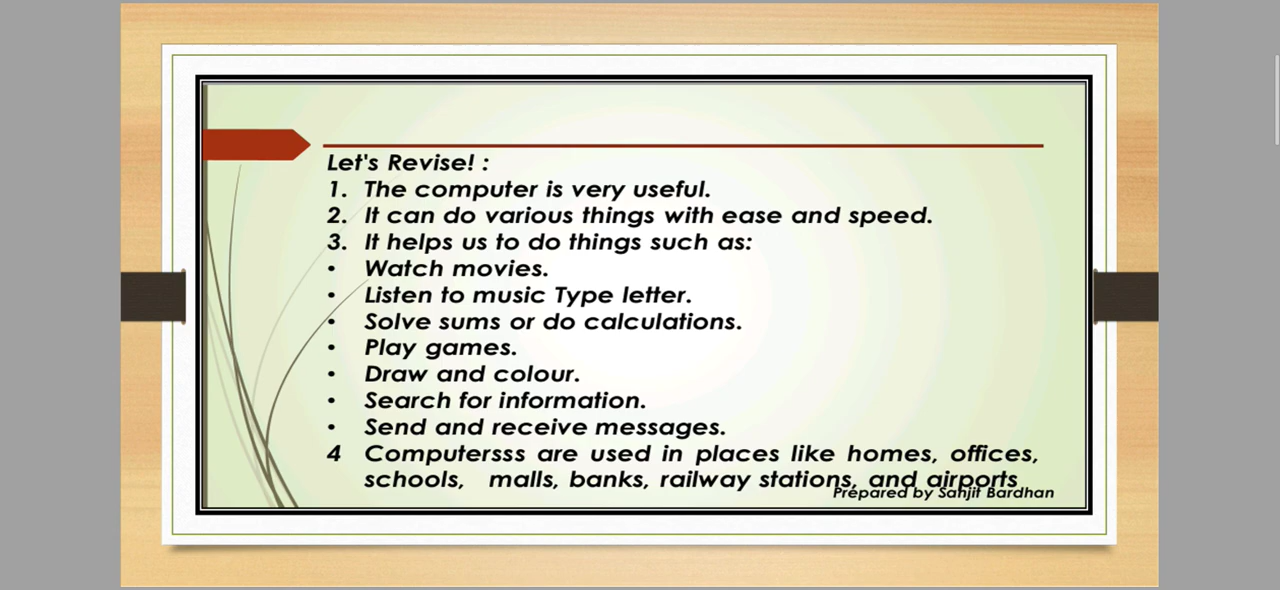 Let's Revise! :
1. The computer is very useful.
2. It can do various things with ease and speed.
3. It helps us to do things such as:
• Watch movies.
• Listen to music Type letter.
• Solve sums or do calculations.
• Play games.
• Draw and colour.
• Search for information.
• Send and receive messages.
4 Computersss are used in places like homes, offices,
schools, malls, banks, railway stations, and airports
Prepared by Sanjit Bardhan